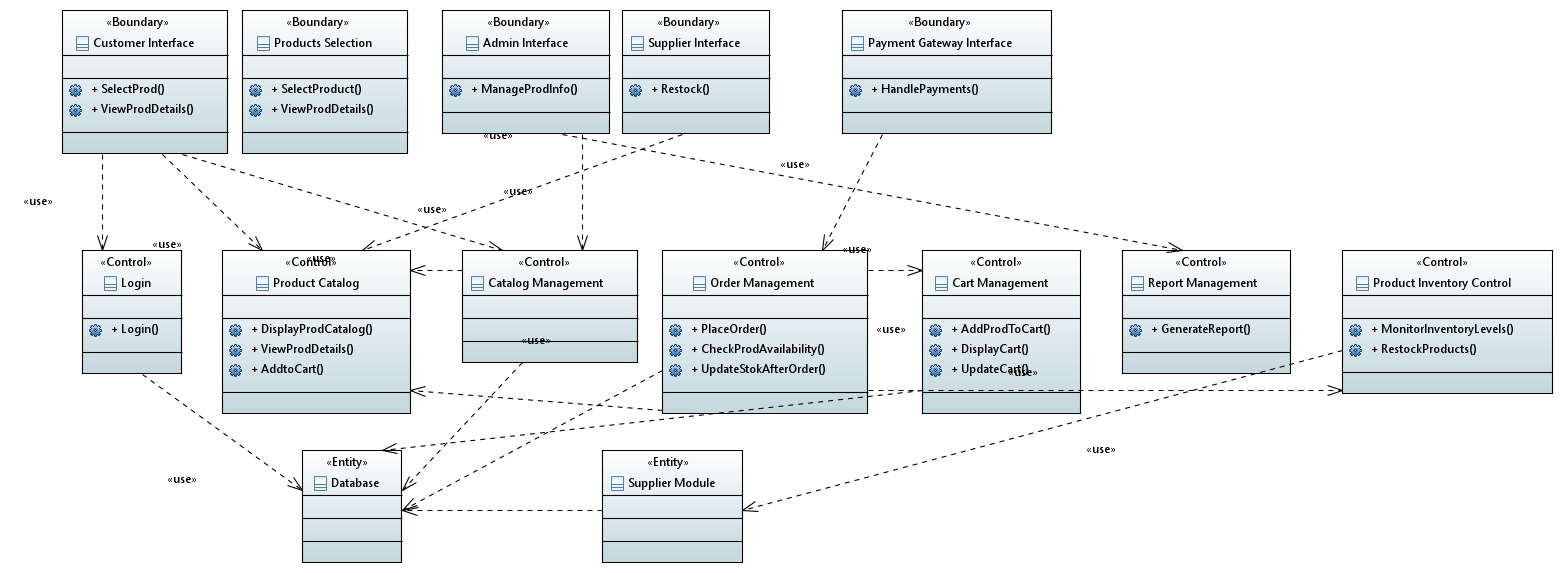 «Boundary»
Customer Interface
+ SelectProd()
+ ViewProdDetails()
«Boundary»
Products Selection
+ SelectProduct()
+ ViewProdDetails()
«Boundary»
Admin Interface
+ ManageProdInfo()
«Boundary»
Supplier Interface
+ Restock()
«Boundary»
Payment Gateway Interface
+ HandlePayments()
«use»
«use»
«use»
«use»
«use»
«use»
«use»
«use»
«Control»
Login
+ Login()
«Control»
Product Catalog
+ DisplayProdCatalog()
+ ViewProdDetails()
+ AddtoCart()
«Control»
Catalog Management
«Control»
Order Management
+ PlaceOrder()
+ CheckProdAvailability()
+ UpdateStokAfterOrder()
«Control»
Cart Management
+ AddProdToCart()
+ DisplayCart()
+ UpdateCart()
«Control»
Report Management
+ GenerateReport()
«Control»
Product Inventory Control
+ MonitorInventoryLevels()
+ RestockProducts()
«use»
«use»
«use»
«use»
«use»
«Entity»
Database
«Entity»
Supplier Module